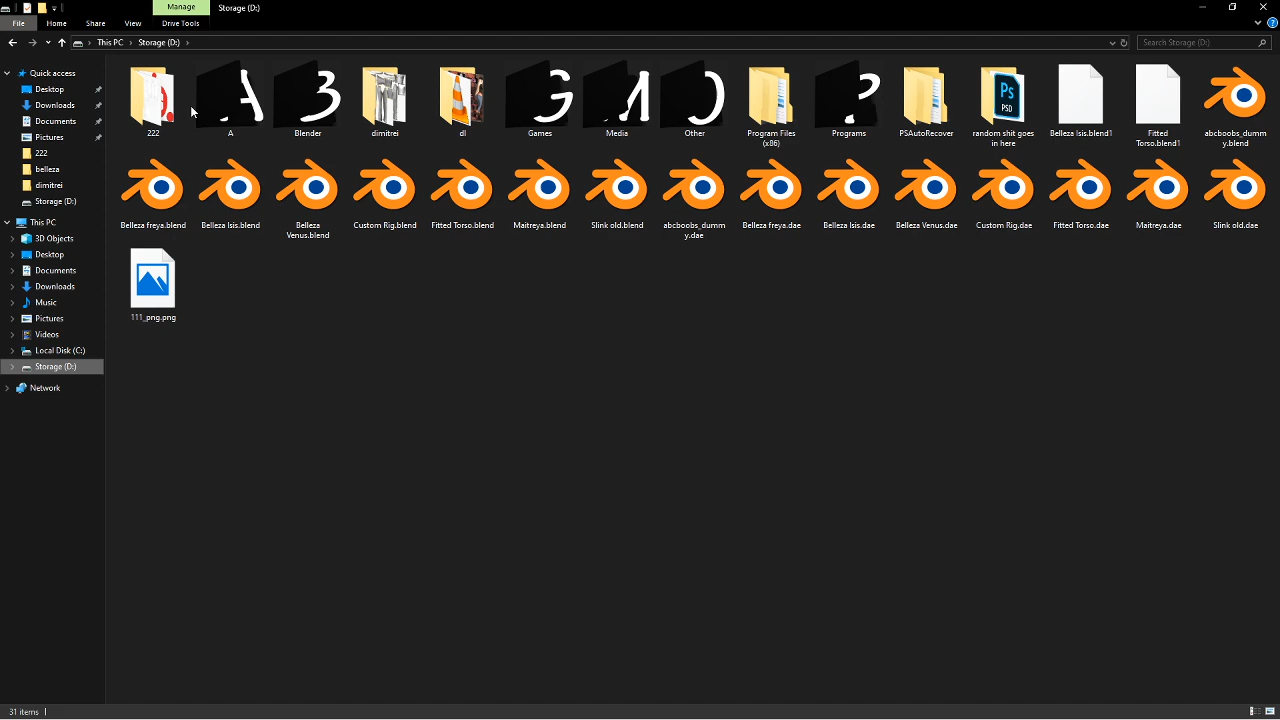 Manage
Storage (D:)
File
Home
Share
View
Drive Tools
This PC
Storage (D:)
Search Storage (D:)
Quick access
Desktop
Downloads
Documents
Pictures
222
belleza
dimitrei
Storage (D:)
This PC
3D Objects
Desktop
Documents
Downloads
Music
Pictures
Videos
Local Disk (C:)
Storage (D:)
Network
222
A
Blender
dimitrei
dl
Games
Media
Other
Program Files
(x86)
Programs
PSAutoRecover
Ps
PSD
random shit goes
in here
Belleza Isis.blend1
Fitted
Torso.blend1
abcboobs_dumm
y.blend
Belleza freya.blend
Belleza Isis.blend
Belleza
Venus.blend
Custom Rig.blend
Fitted Torso.blend
Maitreya.blend
Slink old.blend
abcboobs_dumm
y.dae
Belleza freya.dae
Belleza Isis.dae
Belleza Venus.dae
Custom Rig.dae
Fitted Torso.dae
Maitreya.dae
Slink old.dae
111_png.png
31 items